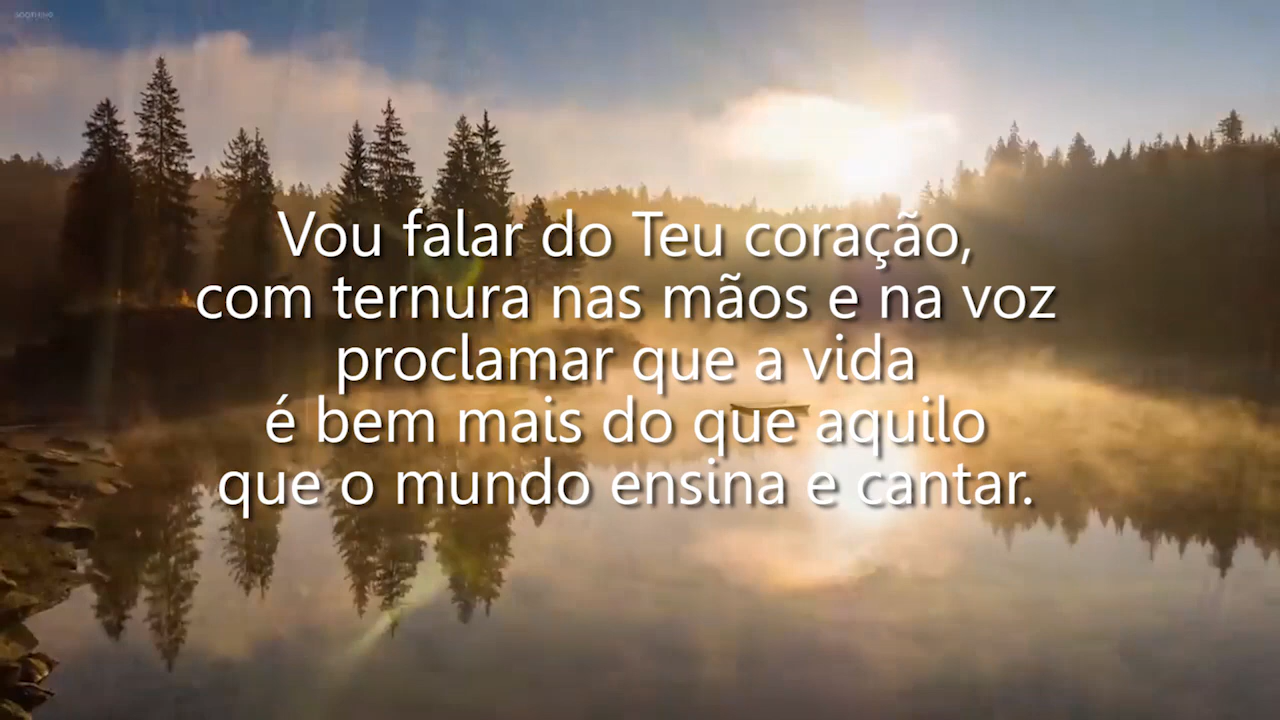 Vou falar do Teu coração,
com ternura nas mãos e na voz
proclamar que a vida
é bem mais do que aquilo
que o mundo ensina e cantar.